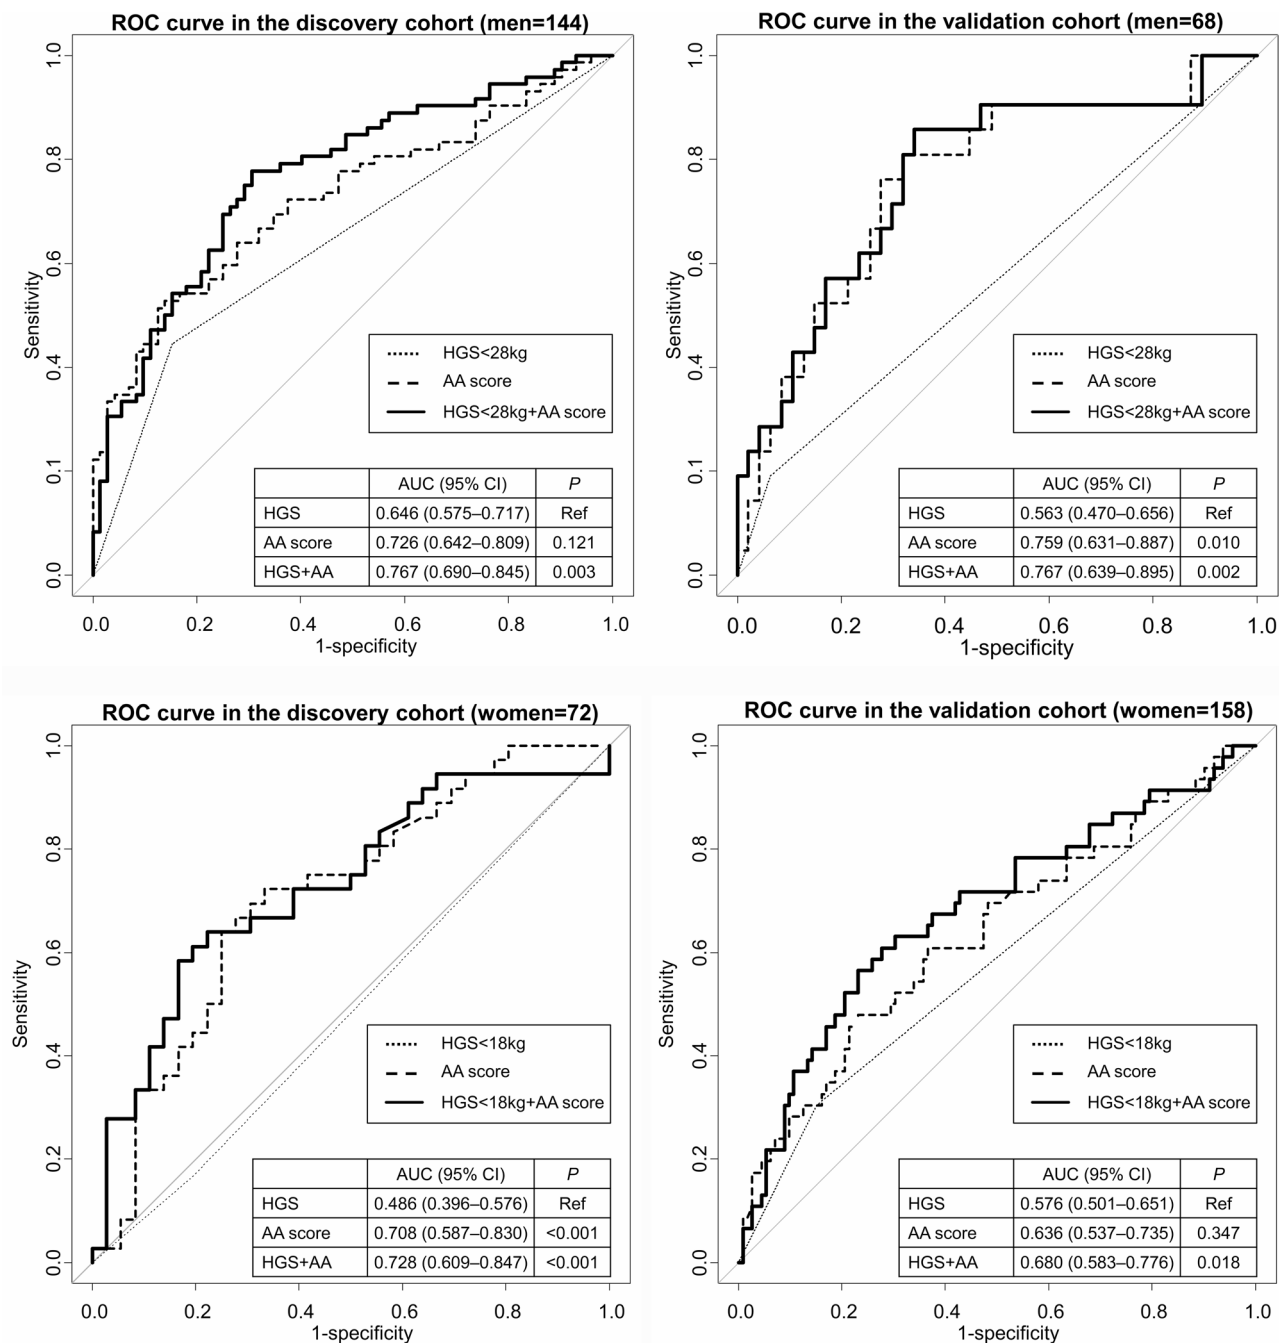 ROC curve in the discovery cohort (men=144)
1.0
0.8
0.6
0.4
0.1
0.0
Sensitivity
HGS<28kg
AA score
HGS<28kg+AA score
AUC (95% CI) P
HGS 0.646 (0.575–0.717) Ref
AA score 0.726 (0.642–0.809) 0.121
HGS+AA 0.767 (0.690–0.845) 0.003
0.0 0.2 0.4 0.6 0.8 1.0
1-specificity
ROC curve in the validation cohort (men=68)
1.0
0.8
0.6
0.4
0.1
0.0
Sensitivity
HGS<28kg
AA score
HGS<28kg+AA score
AUC (95% CI) P
HGS 0.563 (0.470–0.656) Ref
AA score 0.759 (0.631–0.887) 0.010
HGS+AA 0.767 (0.639–0.895) 0.002
0.0 0.2 0.4 0.6 0.8 1.0
1-specificity
ROC curve in the discovery cohort (women=72)
1.0
0.8
0.6
0.4
0.2
0.0
Sensitivity
HGS<18kg
AA score
HGS<18kg+AA score
AUC (95% CI) P
HGS 0.486 (0.396–0.576) Ref
AA score 0.708 (0.587–0.830) <0.001
HGS+AA 0.728 (0.609–0.847) <0.001
0.0 0.2 0.4 0.6 0.8 1.0
1-specificity
ROC curve in the validation cohort (women=158)
1.0
0.8
0.6
0.4
0.2
0.0
Sensitivity
HGS<18kg
AA score
HGS<18kg+AA score
AUC (95% CI) P
HGS 0.576 (0.501–0.651) Ref
AA score 0.636 (0.537–0.735) 0.347
HGS+AA 0.680 (0.583–0.776) 0.018
0.0 0.2 0.4 0.6 0.8 1.0
1-specificity